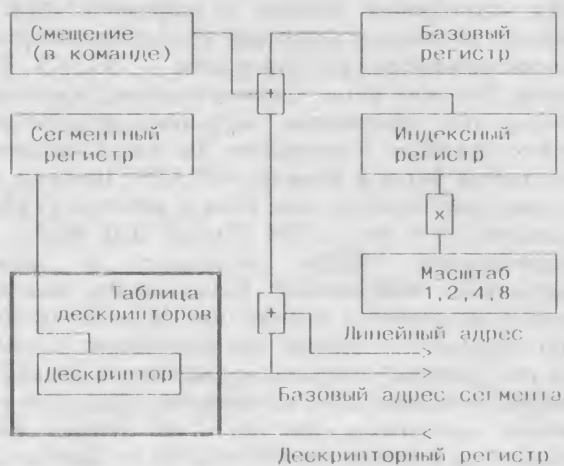 Смещение
(в команде)
Базовый
регистр
+
Сегментный
регистр
Индексный
регистр
x
Масштаб
1,2,4,8
Таблица
дескрипторов
+
Линейный адрес
Дескриптор
Базовый адрес сегмента
Дескрипторный регистр